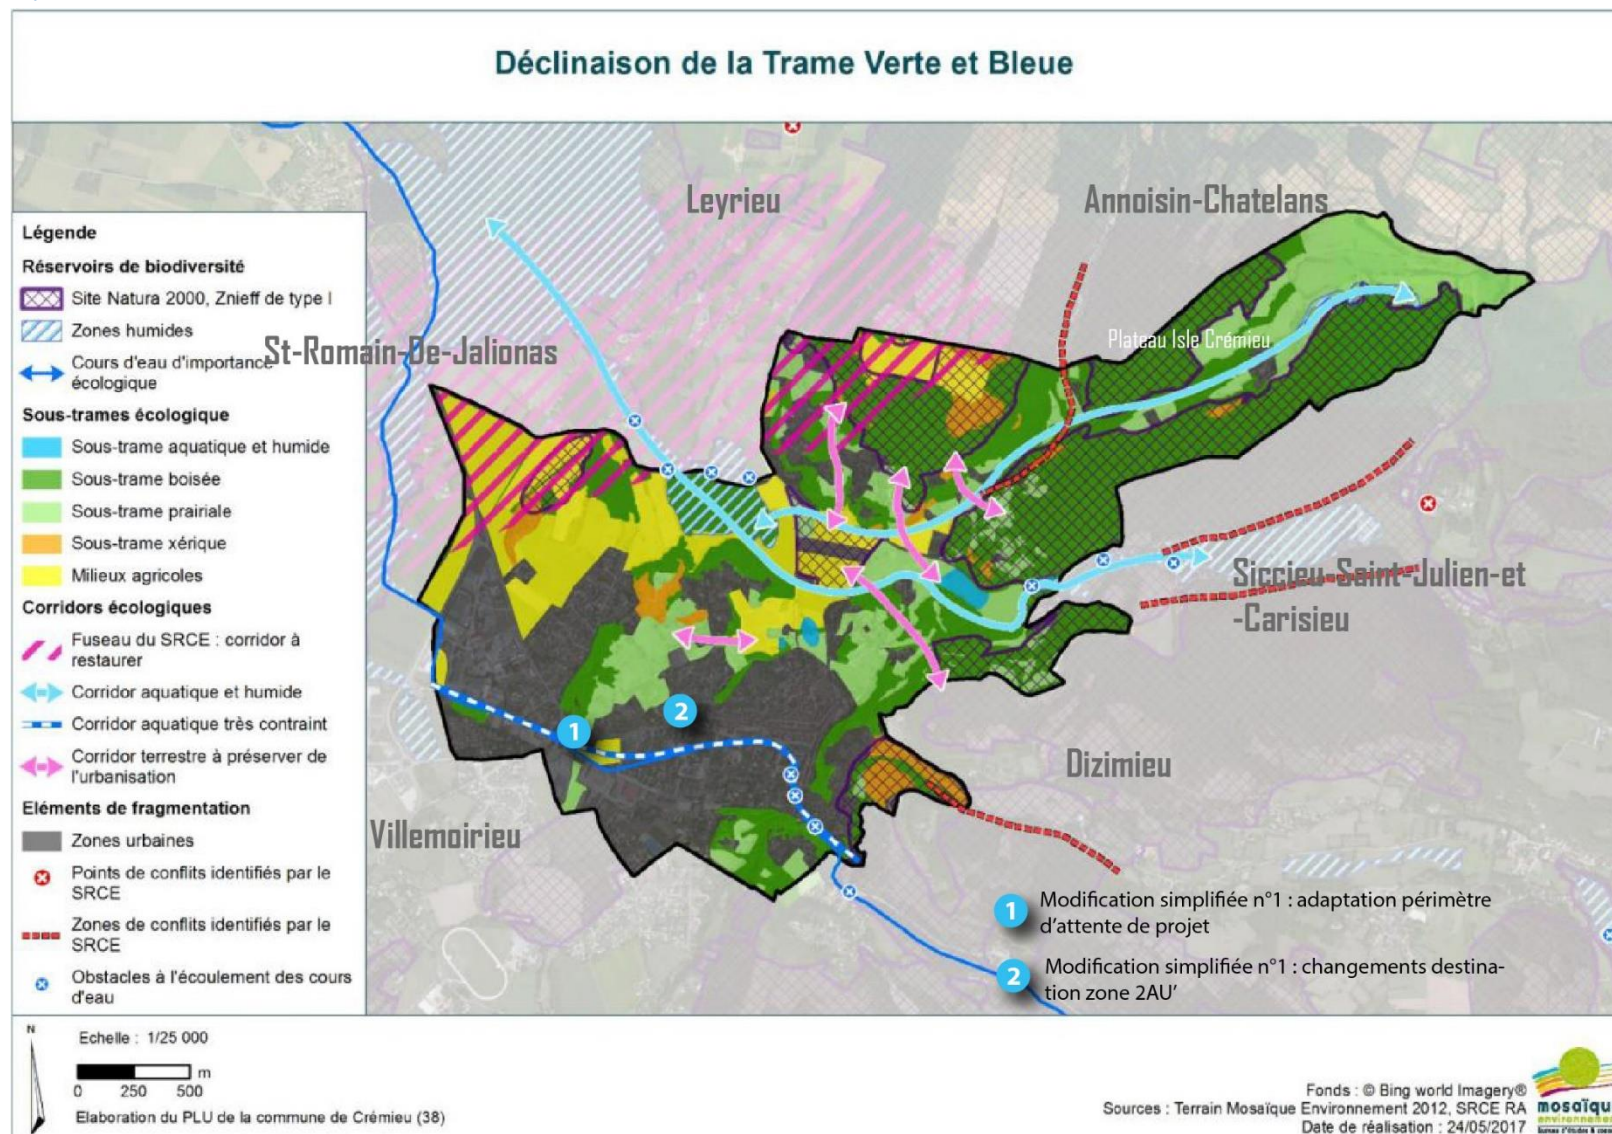 Déclinaison de la Trame Verte et Bleue
Leyrieu
Annoisin-Chatelans
St-Romain-De-Jalionas
Plateau Isle Crémieu
Siccieu-Saint-Julien-et
-Carisieu
Dizimieu
Villemoirieu
1
2
Légende
Réservoirs de biodiversité
Site Natura 2000, Znieff de type I
Zones humides
Cours d'eau d'importance
écologique
Sous-trames écologique
Sous-trame aquatique et humide
Sous-trame boisée
Sous-trame prairiale
Sous-trame xérique
Milieux agricoles
Corridors écologiques
Fuseau du SRCE : corridor à
restaurer
Corridor aquatique et humide
Corridor aquatique très contraint
Corridor terrestre à préserver de
l'urbanisation
Eléments de fragmentation
Zones urbaines
Points de conflits identifiés par le
SRCE
Zones de conflits identifiés par le
SRCE
Obstacles à l'écoulement des cours
d'eau
1 Modification simplifiée n°1 : adaptation périmètre
d'attente de projet
2 Modification simplifiée n°1 : changements destina-
tion zone 2AU'
N
Echelle : 1/25 000
m
0 250 500
Elaboration du PLU de la commune de Crémieu (38)
Fonds : © Bing world Imagery®
Sources : Terrain Mosaïque Environnement 2012, SRCE RA
Date de réalisation : 24/05/2017
mosaïqu
environnemen